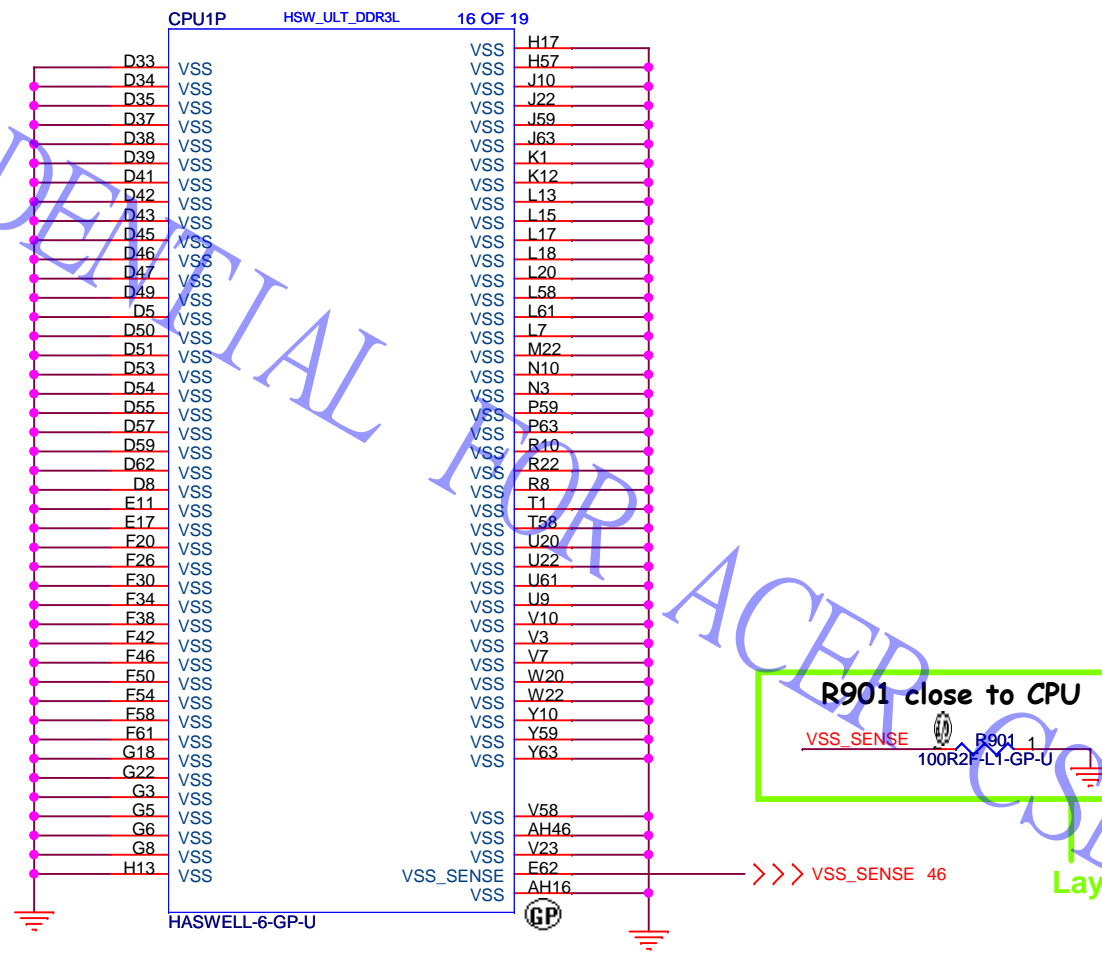 CPU1P HSW_ULT_DDR3L 16 OF 19
VSS H17
D33 VSS VSS H57
D34 VSS VSS J10
D35 VSS VSS J22
D37 VSS VSS J59
D38 VSS VSS J63
D39 VSS VSS K1
D41 VSS VSS K12
D42 VSS VSS L13
D43 VSS VSS L15
D45 VSS VSS L17
D46 VSS VSS L18
D47 VSS VSS L20
D49 VSS VSS L58
D5 VSS VSS L61
D50 VSS VSS L7
D51 VSS VSS M22
D53 VSS VSS N10
D54 VSS VSS N3
D55 VSS VSS P59
D57 VSS VSS P63
D59 VSS VSS R10
D62 VSS VSS R22
D8 VSS VSS R8
E11 VSS VSS T1
E17 VSS VSS T58
F20 VSS VSS U20
F26 VSS VSS U22
F30 VSS VSS U61
F34 VSS VSS U9
F38 VSS VSS V10
F42 VSS VSS V3
F46 VSS VSS V7
F50 VSS VSS W20
F54 VSS VSS W22
F58 VSS VSS Y10
F61 VSS VSS Y59
G18 VSS VSS Y63
G22 VSS
G3 VSS
G5 VSS VSS V58
G6 VSS VSS AH46
G8 VSS VSS V23
H13 VSS VSS_SENSE E62 VSS_SENSE 46
VSS AH16
HASWELL-6-GP-U GP
R901 close to CPU
VSS_SENSE R901 1
100R2F-L1-GP-U
Lay
DENTIAL FOR ACER CS